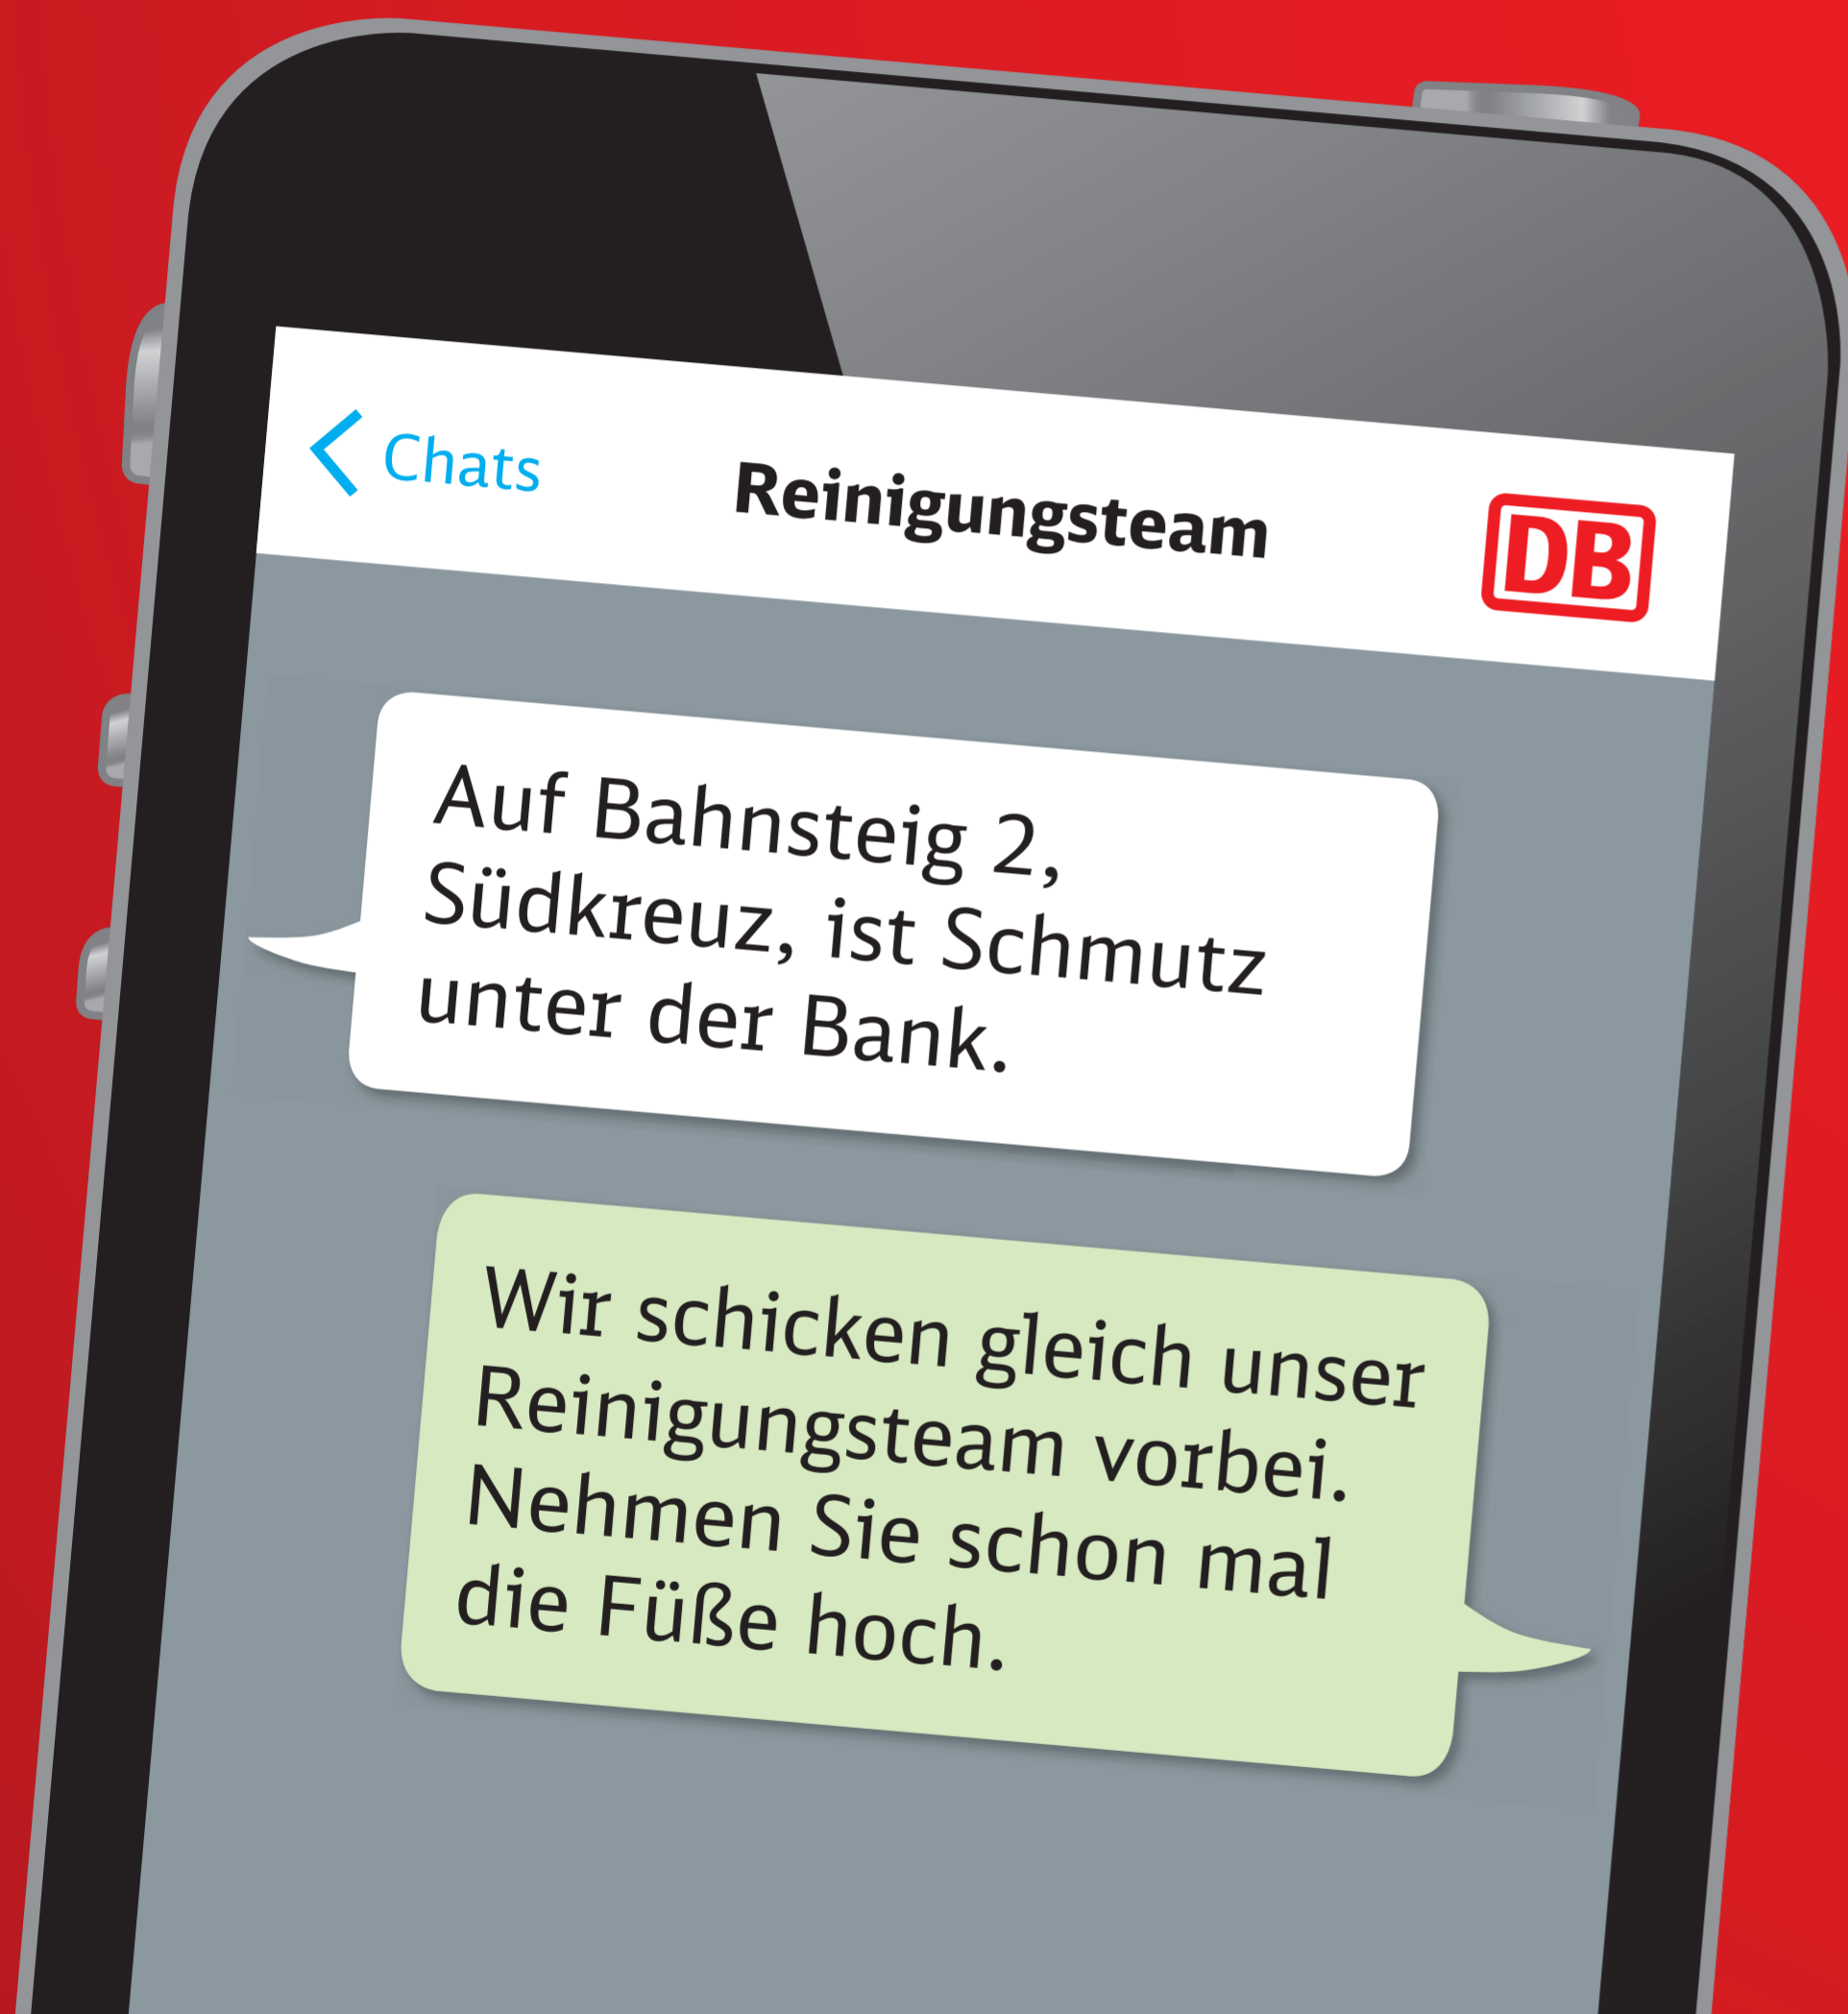 Chats
Reinigungsteam
DB
Auf Bahnsteig 2,
Südkreuz, ist Schmutz
unter der Bank.
Wir schicken gleich unser
Reinigungsteam vorbei.
Nehmen Sie schon mal
die Füße hoch.